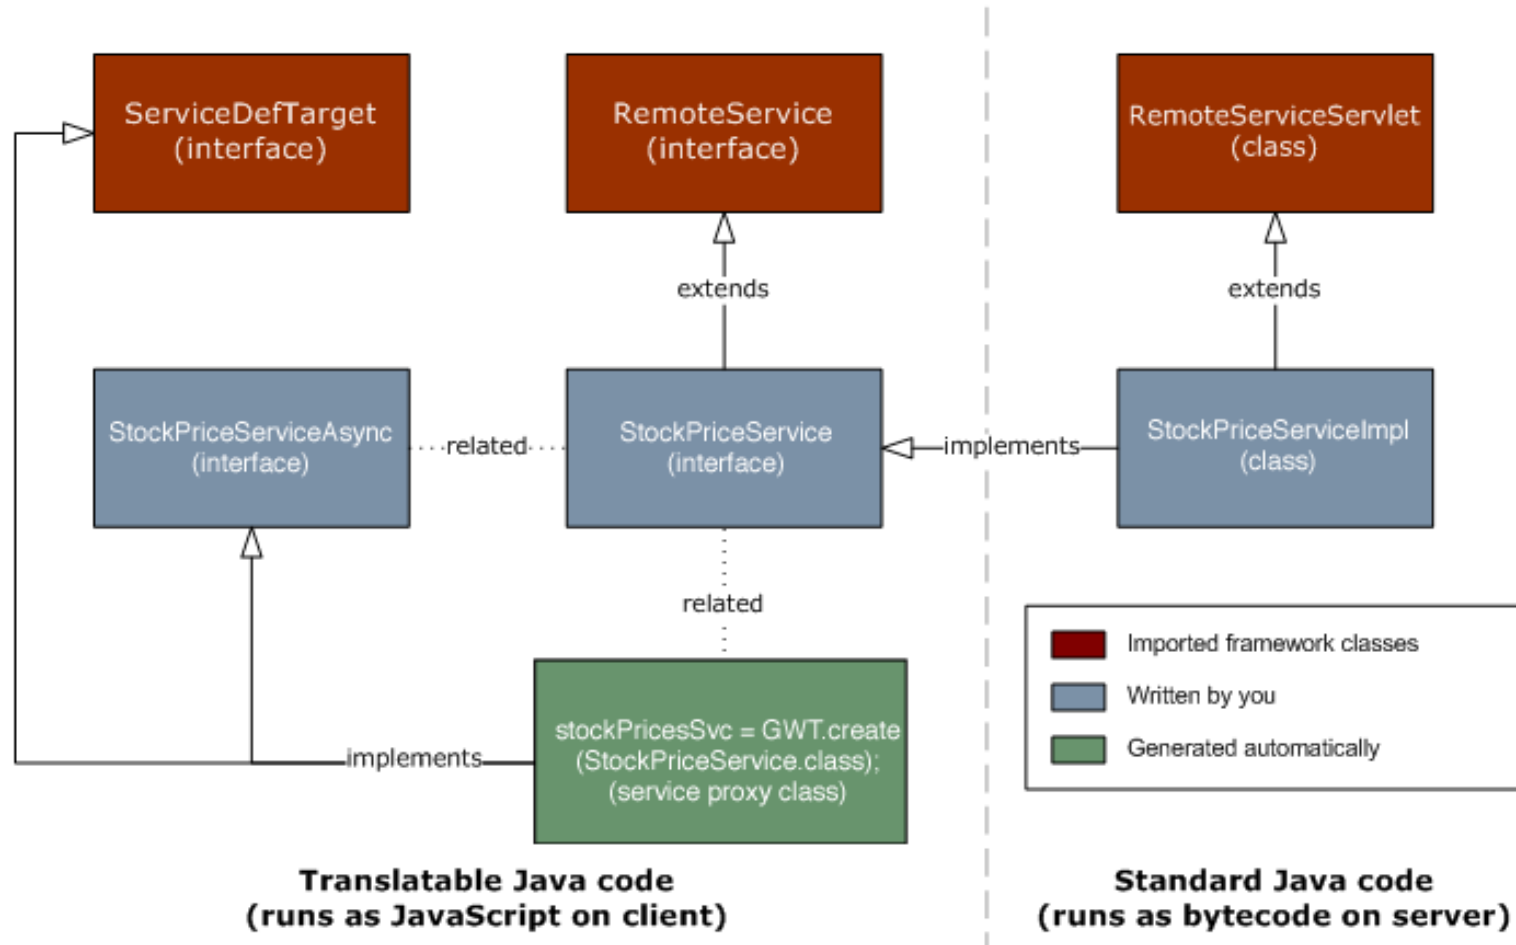 ServiceDefTarget
(interface)
RemoteService
(interface)
RemoteServiceServlet
(class)
extends
extends
StockPriceServiceAsync
(interface)
related
StockPriceService
(interface)
implements
StockPriceServiceImpl
(class)
related
implements
stockPricesSvc = GWT.create
(StockPriceService.class);
(service proxy class)
Imported framework classes
Written by you
Generated automatically
Translatable Java code
(runs as JavaScript on client)
Standard Java code
(runs as bytecode on server)